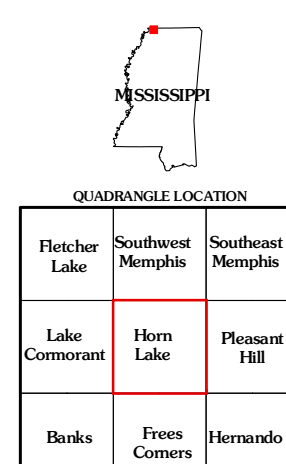 MISSISSIPPI
QUADRANGLE LOCATION
Fletcher Lake
Southwest Memphis
Southeast Memphis
Lake Cormorant
Horn Lake
Pleasant Hill
Banks
Frees Corners
Hernando